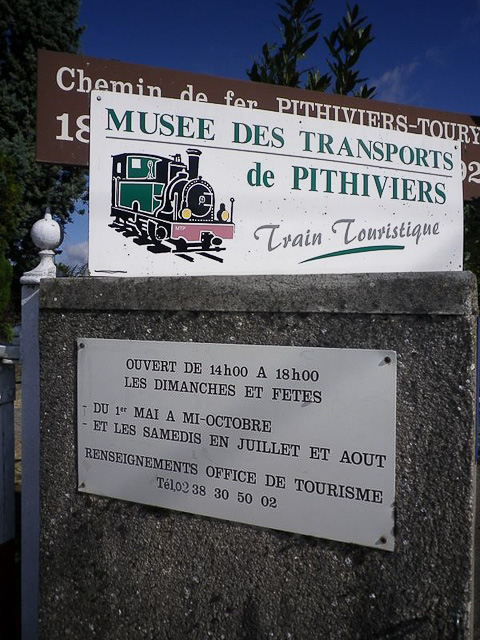 Chemin de fer PITHIVIERS-TOURY
18
92
MUSEE DES TRANSPORTS
de PITHIVIERS
MTP
Train Touristique
OUVERT DE 14h00 A 18h00
LES DIMANCHES ET FETES
- DU 1er MAI A MI-OCTOBRE
- ET LES SAMEDIS EN JUILLET ET AOUT
RENSEIGNEMENTS OFFICE DE TOURISME
Tél.02 38 30 50 02